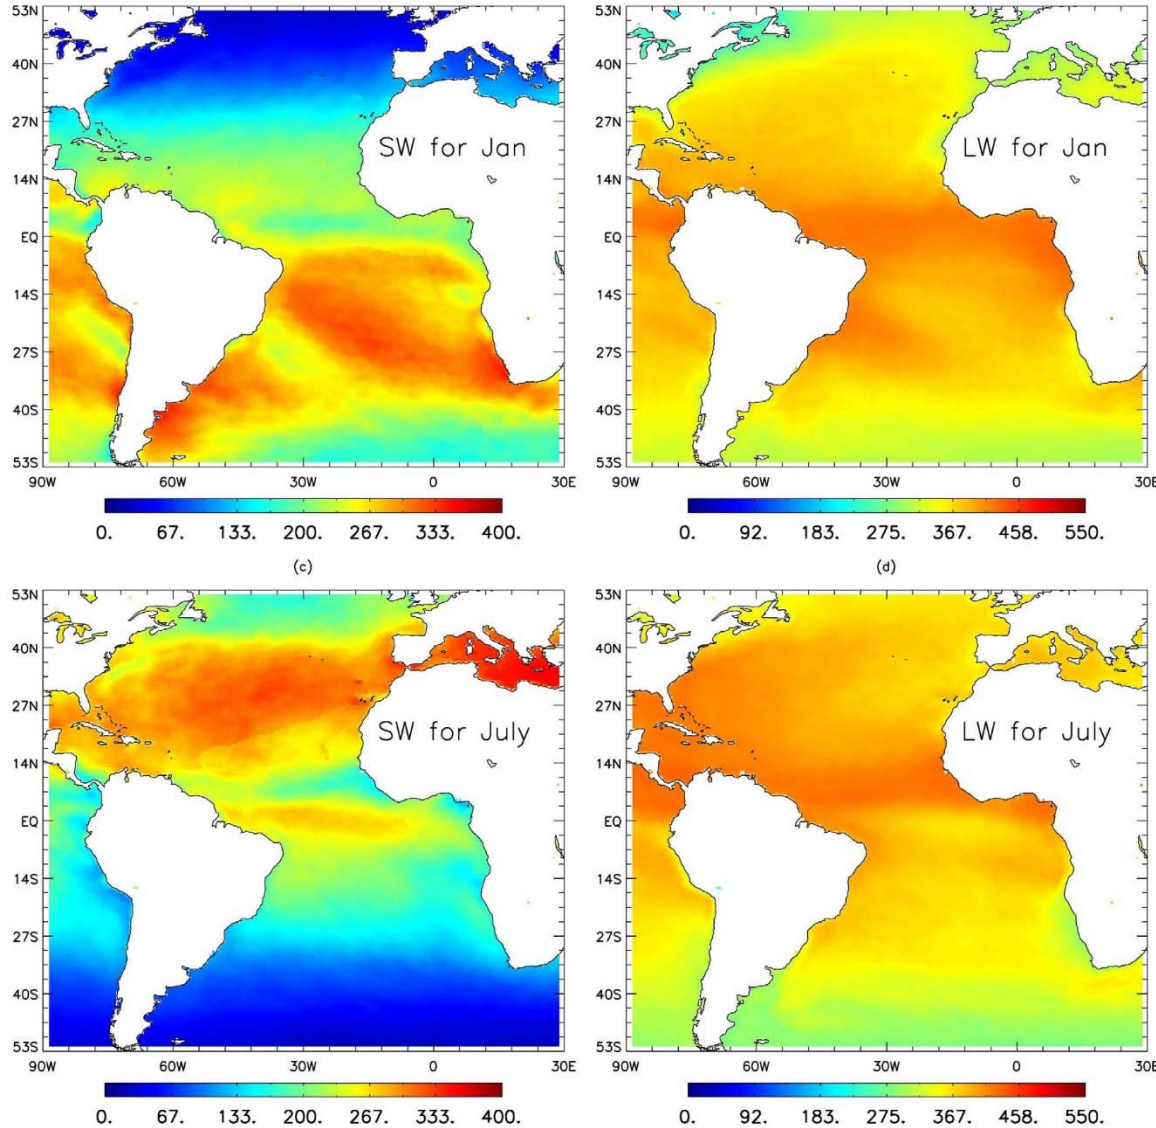 53N
40N
27N
14N
EQ
14S
27S
40S
53S
SW for Jan
90W 60W 30W 0 30E
0. 67. 133. 200. 267. 333. 400.
53N
40N
27N
14N
EQ
14S
27S
40S
53S
LW for Jan
90W 60W 30W 0 30E
0. 92. 183. 275. 367. 458. 550.
(c)
53N
40N
27N
14N
EQ
14S
27S
40S
53S
SW for July
90W 60W 30W 0 30E
0. 67. 133. 200. 267. 333. 400.
(d)
53N
40N
27N
14N
EQ
14S
27S
40S
53S
LW for July
90W 60W 30W 0 30E
0. 92. 183. 275. 367. 458. 550.